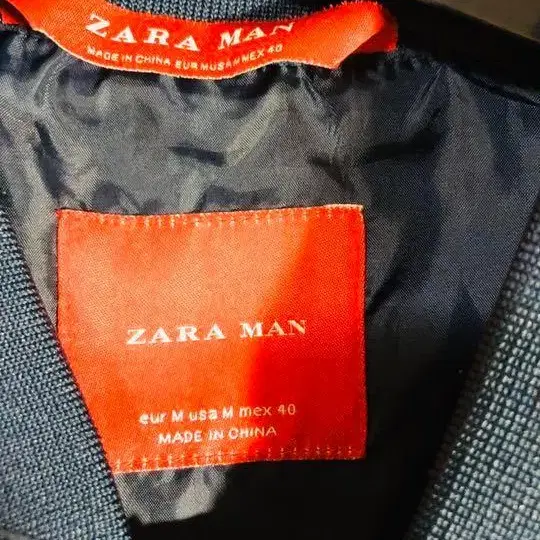 ZARA MAN
MADE IN CHINA EUR M USA M MEX 40
ZARA MAN
eur M usa M mex 40
MADE IN CHINA